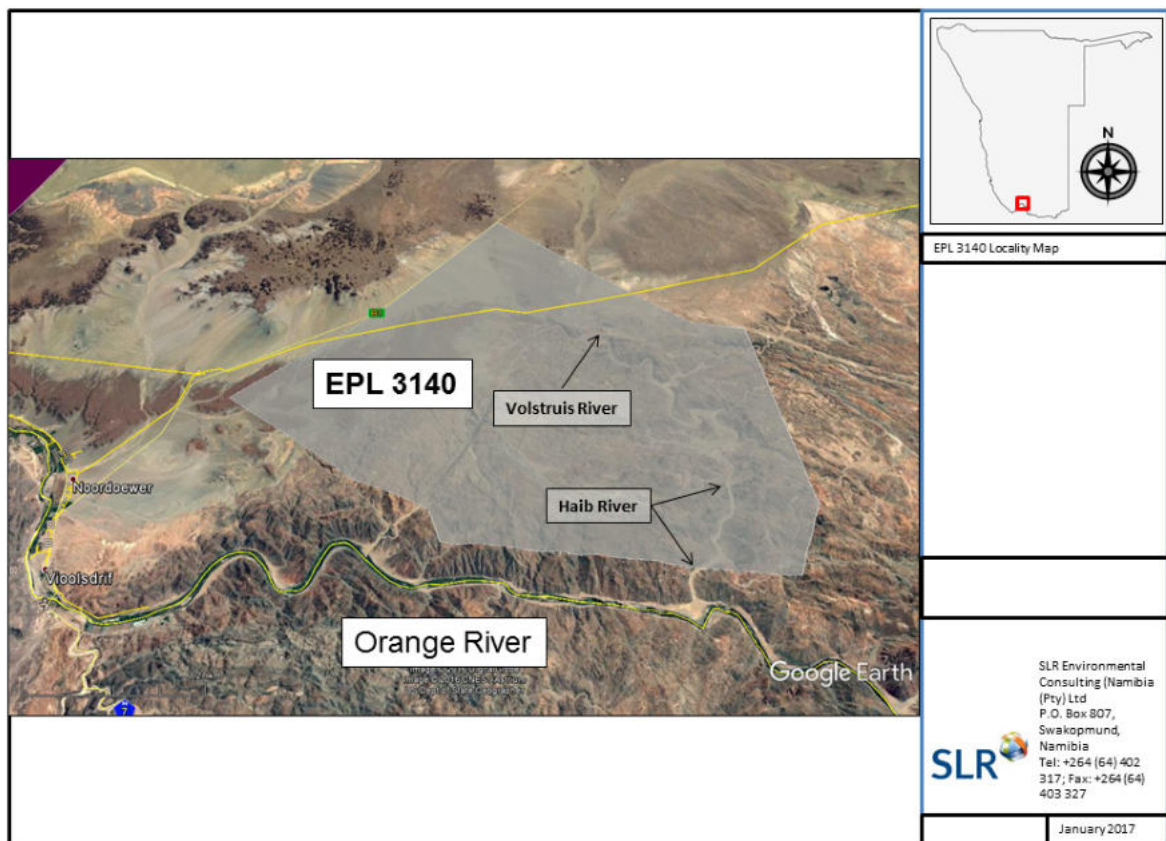 N
EPL 3140 Locality Map
B1
EPL 3140
Volstruis River
Noordoewer
Haib River
Vioolsdrif
Orange River
Google Earth
7
SLR Environmental
Consulting (Namibia
(Pty) Ltd
P.O. Box 807,
Swakopmund,
Namibia
Tel: +264 (64) 402
317; Fax: +264 (64)
403 327
SLR
January 2017